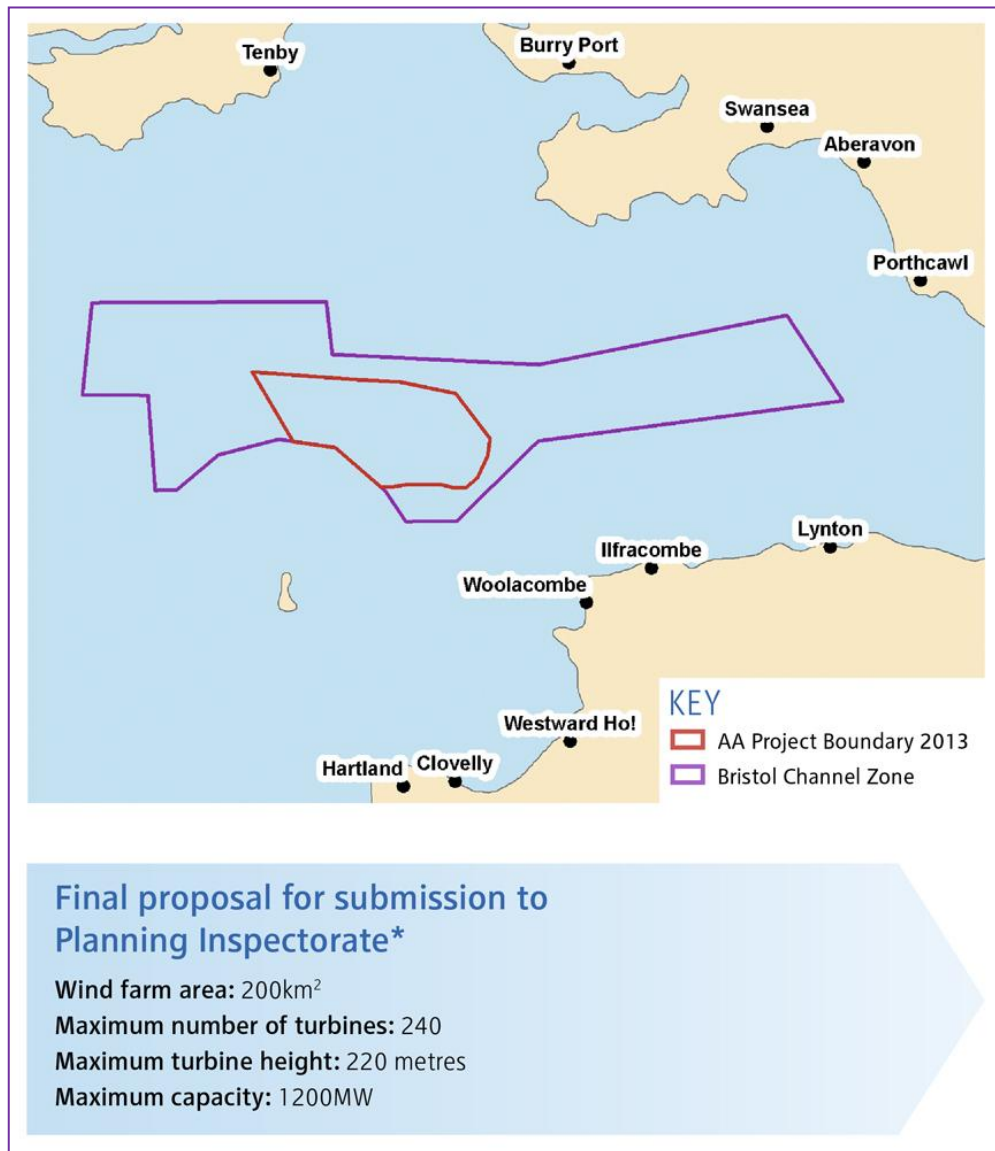 Tenby
Burry Port
Swansea
Aberavon
Porthcawl
Lynton
Ilfracombe
Woolacombe
Westward Ho!
Hartland
Clovelly
KEY
AA Project Boundary 2013
Bristol Channel Zone
Final proposal for submission to
Planning Inspectorate*
Wind farm area: 200km²
Maximum number of turbines: 240
Maximum turbine height: 220 metres
Maximum capacity: 1200MW